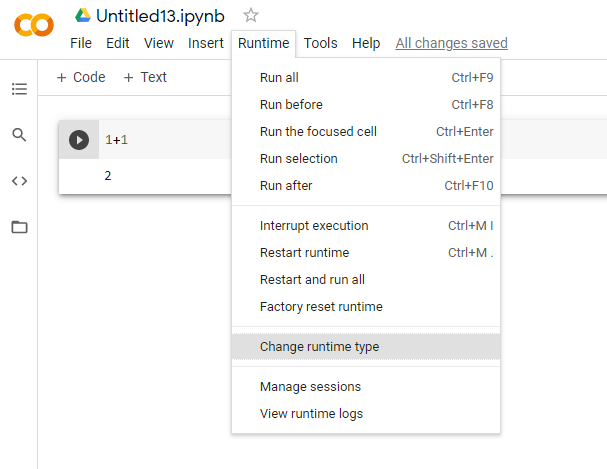 Untitled13.ipynb
File Edit View Insert Runtime Tools Help All changes saved
+ Code + Text
1+1
2
Run all Ctrl+F9
Run before Ctrl+F8
Run the focused cell Ctrl+Enter
Run selection Ctrl+Shift+Enter
Run after Ctrl+F10
Interrupt execution Ctrl+M I
Restart runtime Ctrl+M .
Restart and run all
Factory reset runtime
Change runtime type
Manage sessions
View runtime logs